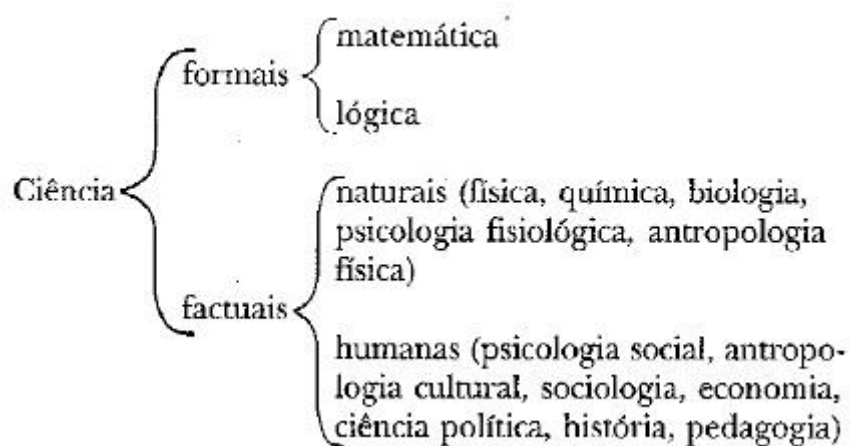 matemática
formais
lógica
Ciência
naturais (física, química, biologia,
psicologia fisiológica, antropologia
física)
factuais
humanas (psicologia social, antropo-
logia cultural, sociologia, economia,
ciência política, história, pedagogia)